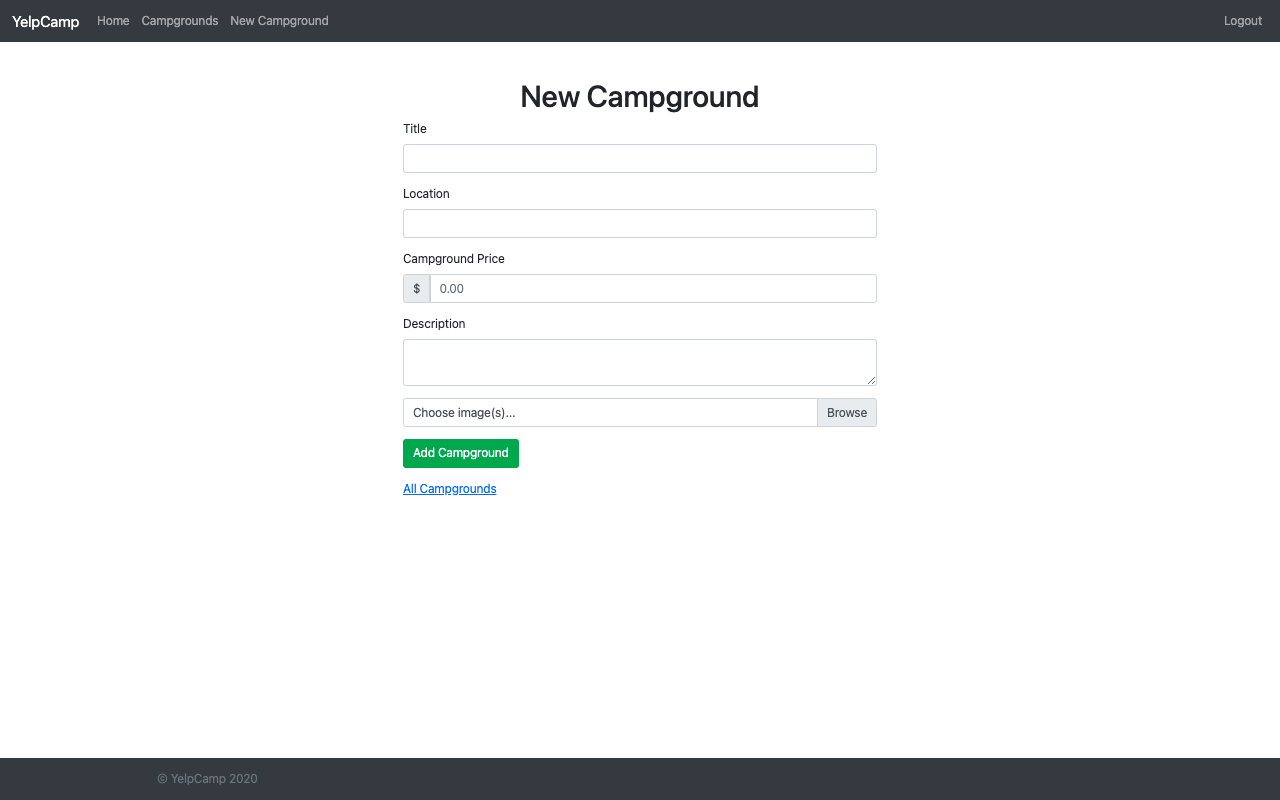 YelpCamp Home Campgrounds New Campground Logout
New Campground
Title
Location
Campground Price
$ 0.00
Description
Choose image(s)... Browse
Add Campground
All Campgrounds
© YelpCamp 2020